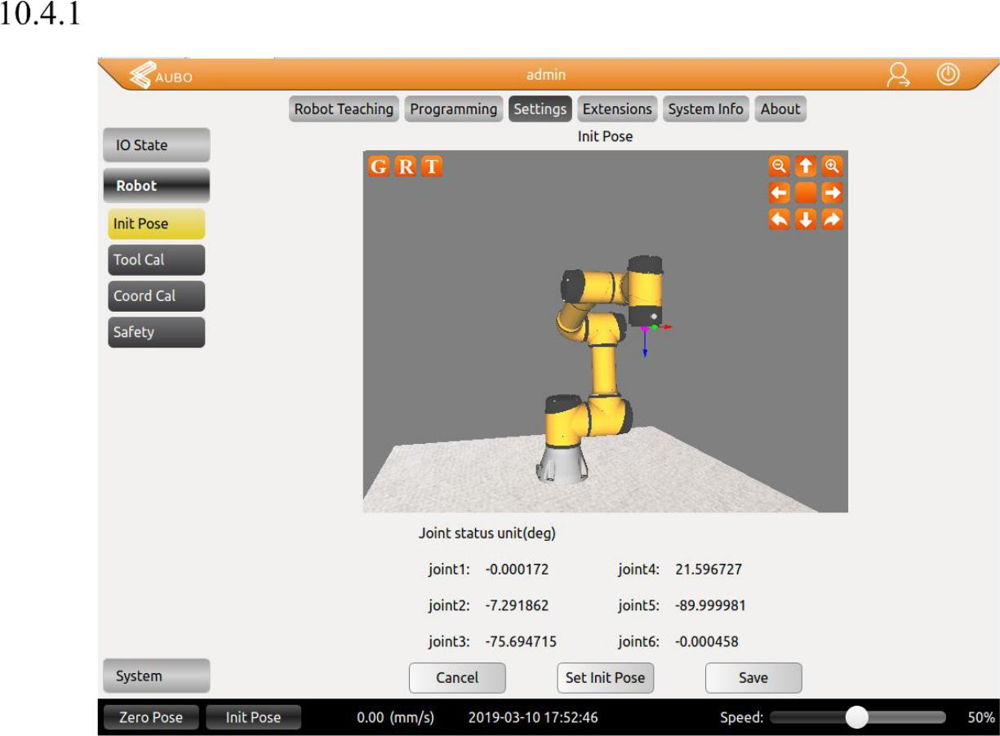 10.4.1
AUBO
admin
Robot Teaching Programming Settings Extensions System Info About
Init Pose
IO State
Robot
Init Pose
Tool Cal
Coord Cal
Safety
G R T
Joint status unit(deg)
joint1: -0.000172 joint4: 21.596727
joint2: -7.291862 joint5: -89.999981
joint3: -75.694715 joint6: -0.000458
System
Cancel Set Init Pose Save
Zero Pose Init Pose 0.00 (mm/s) 2019-03-10 17:52:46 Speed: 50%